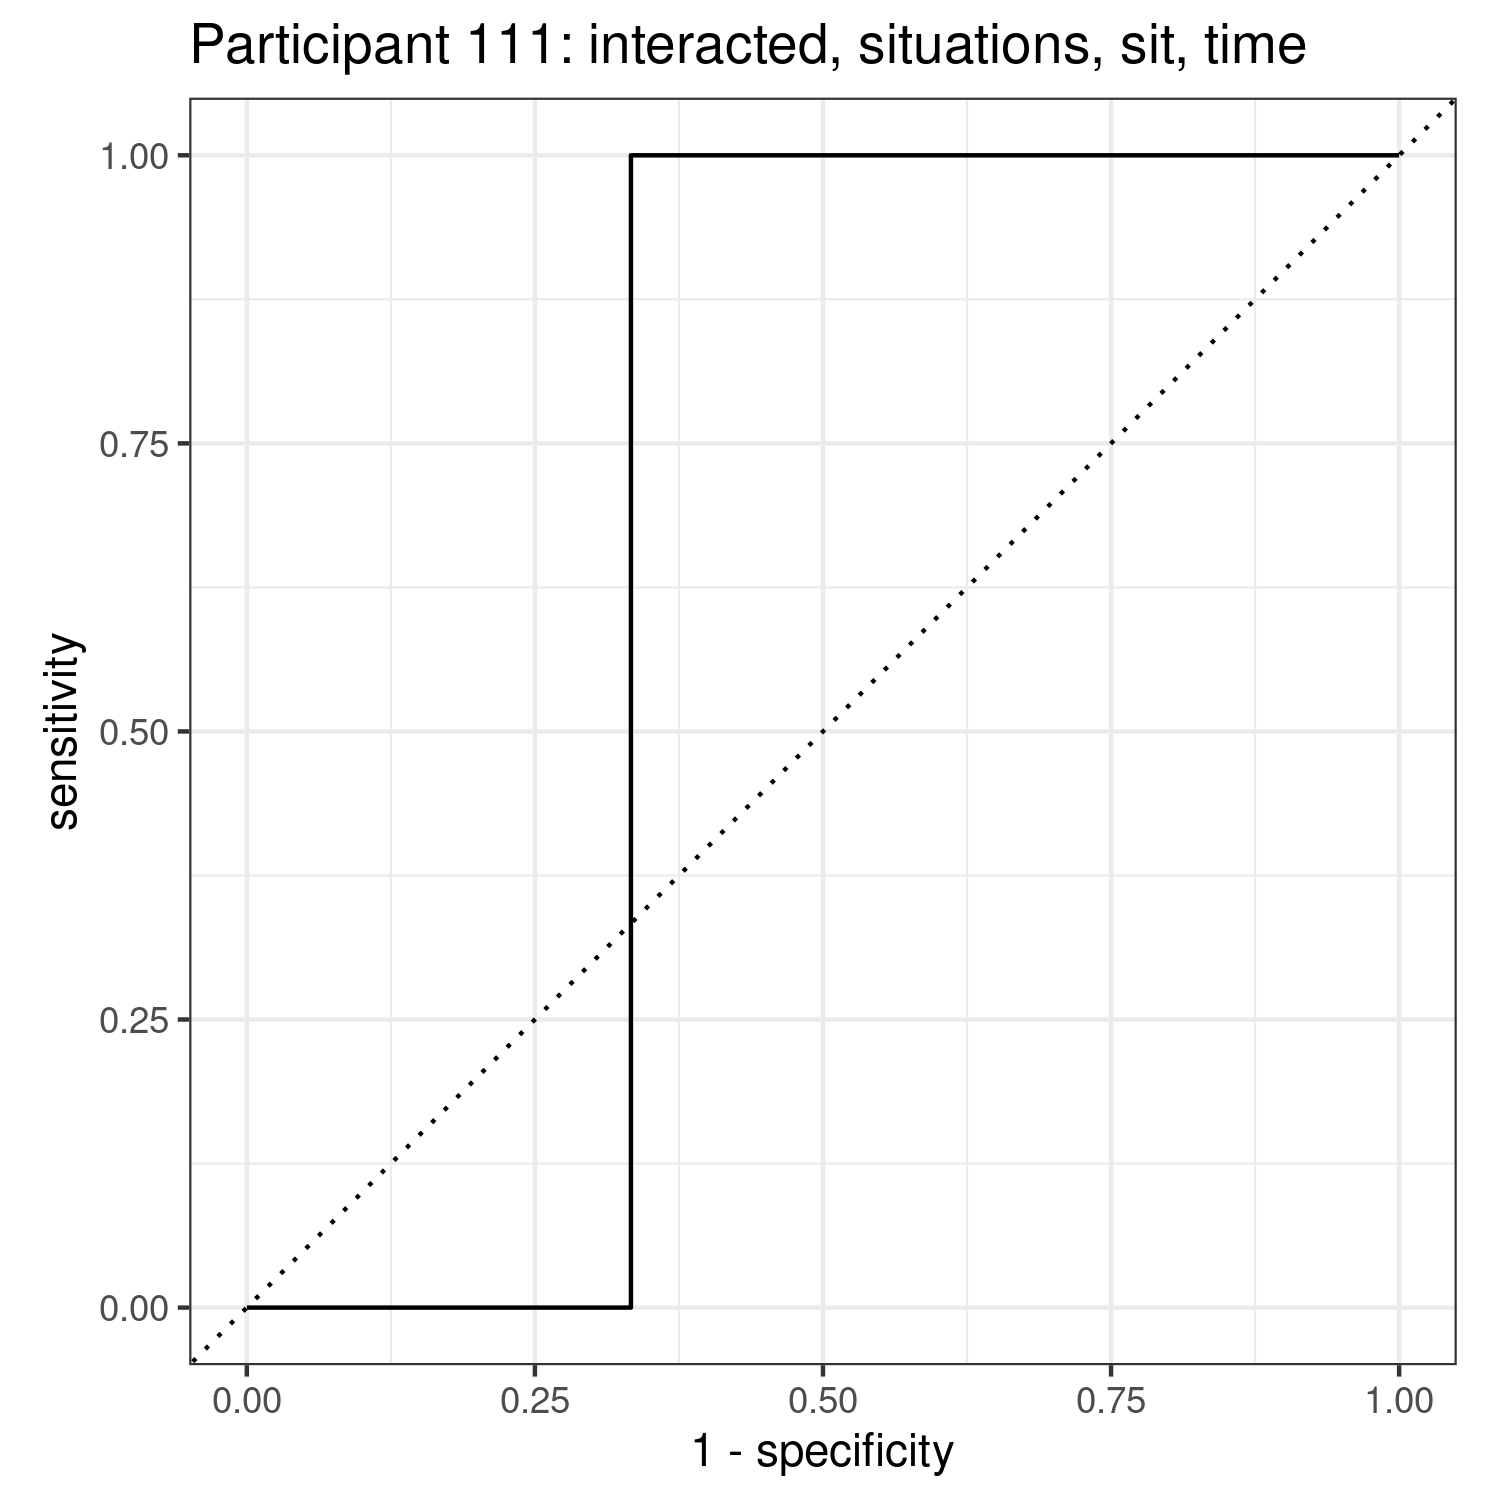 Participant 111: interacted, situations, sit, time
1.00
0.75
0.50
0.25
0.00
sensitivity
0.00 0.25 0.50 0.75 1.00
1 - specificity